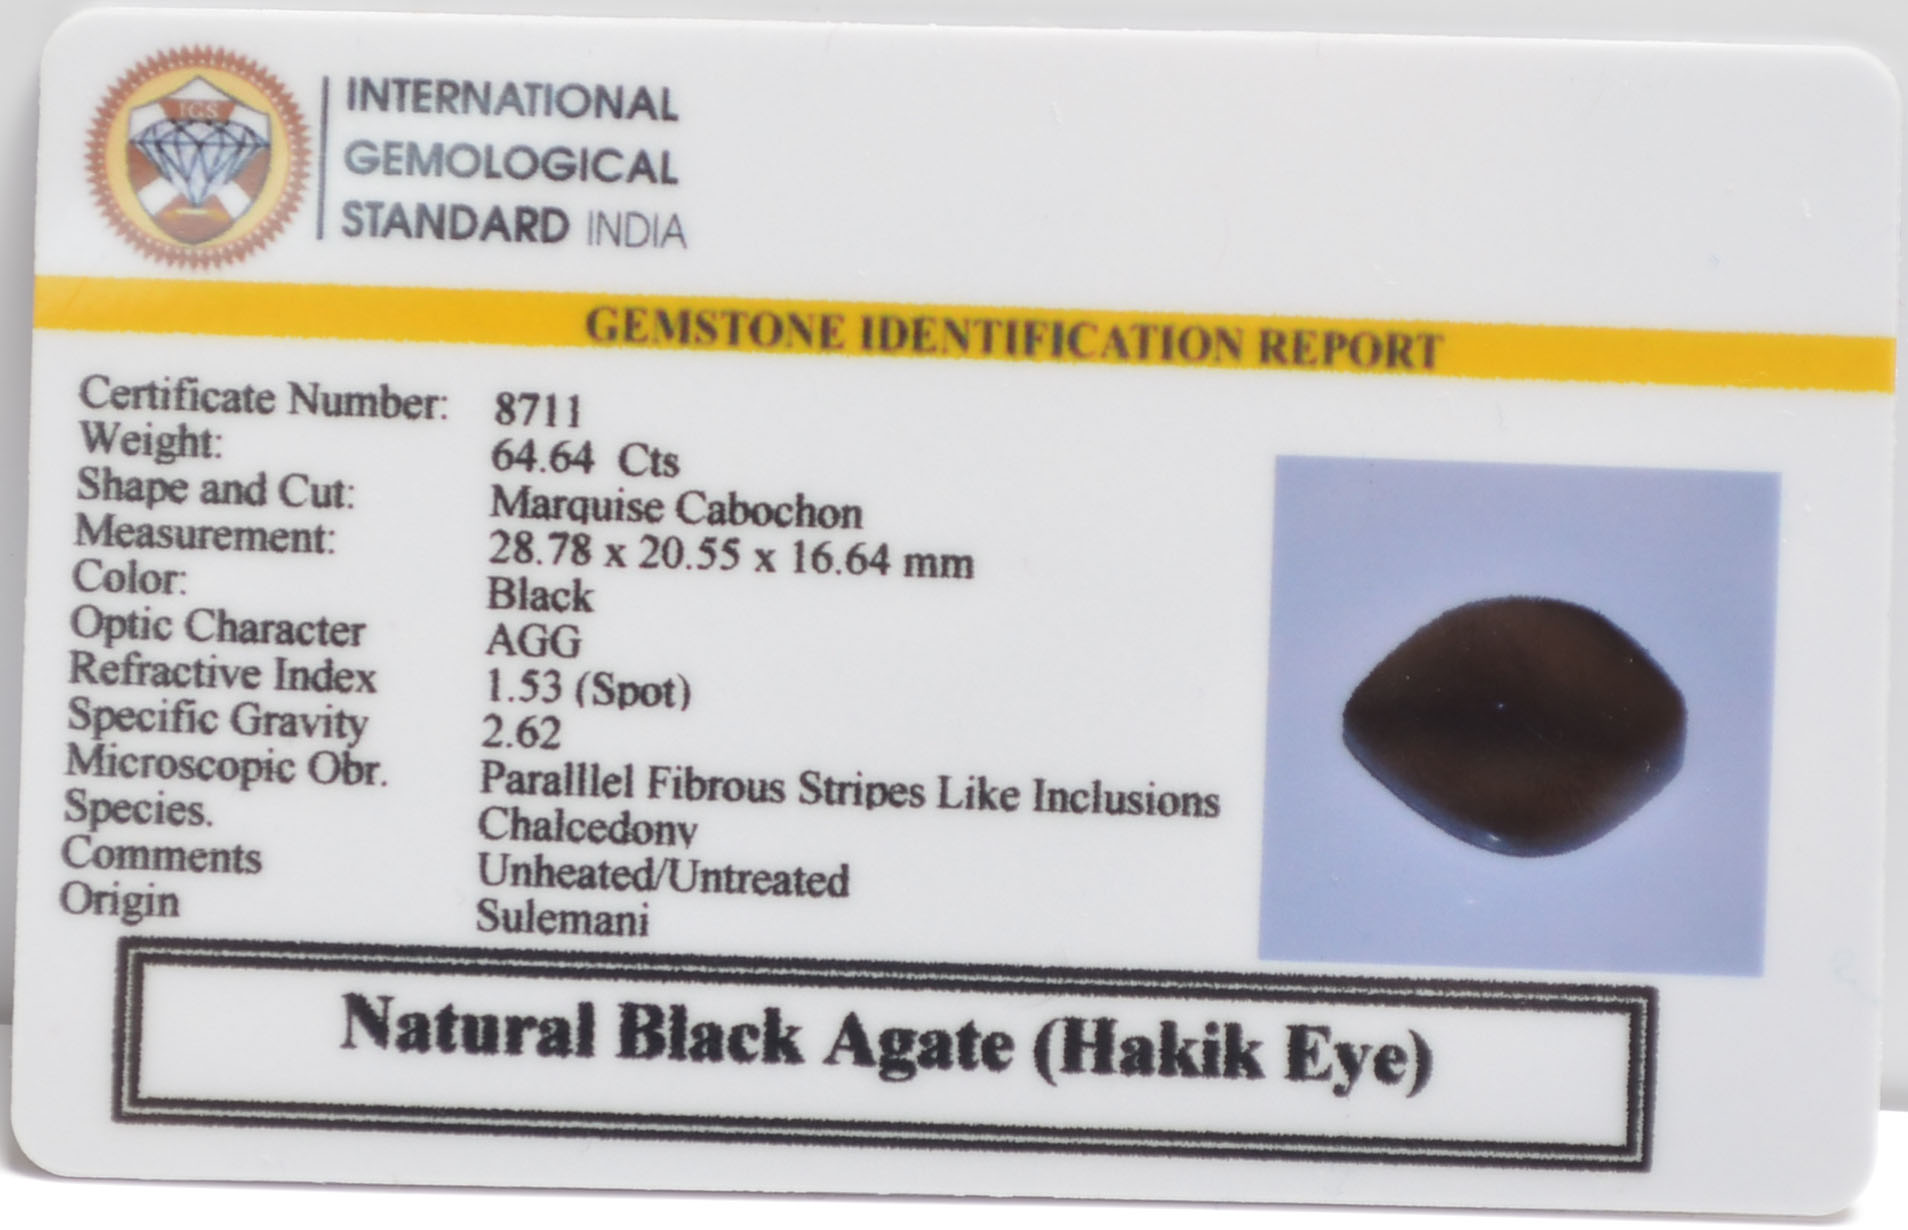 IGS
INTERNATIONAL
GEMOLOGICAL
STANDARD INDIA
GEMSTONE IDENTIFICATION REPORT
Certificate Number: 8711
Weight: 64.64 Cts
Shape and Cut: Marquise Cabochon
Measurement: 28.78 x 20.55 x 16.64 mm
Color: Black
Optic Character AGG
Refractive Index 1.53 (Spot)
Specific Gravity 2.62
Microscopic Obr. Paralllel Fibrous Stripes Like Inclusions
Species. Chalcedony
Comments Unheated/Untreated
Origin Sulemani
Natural Black Agate (Hakik Eye)